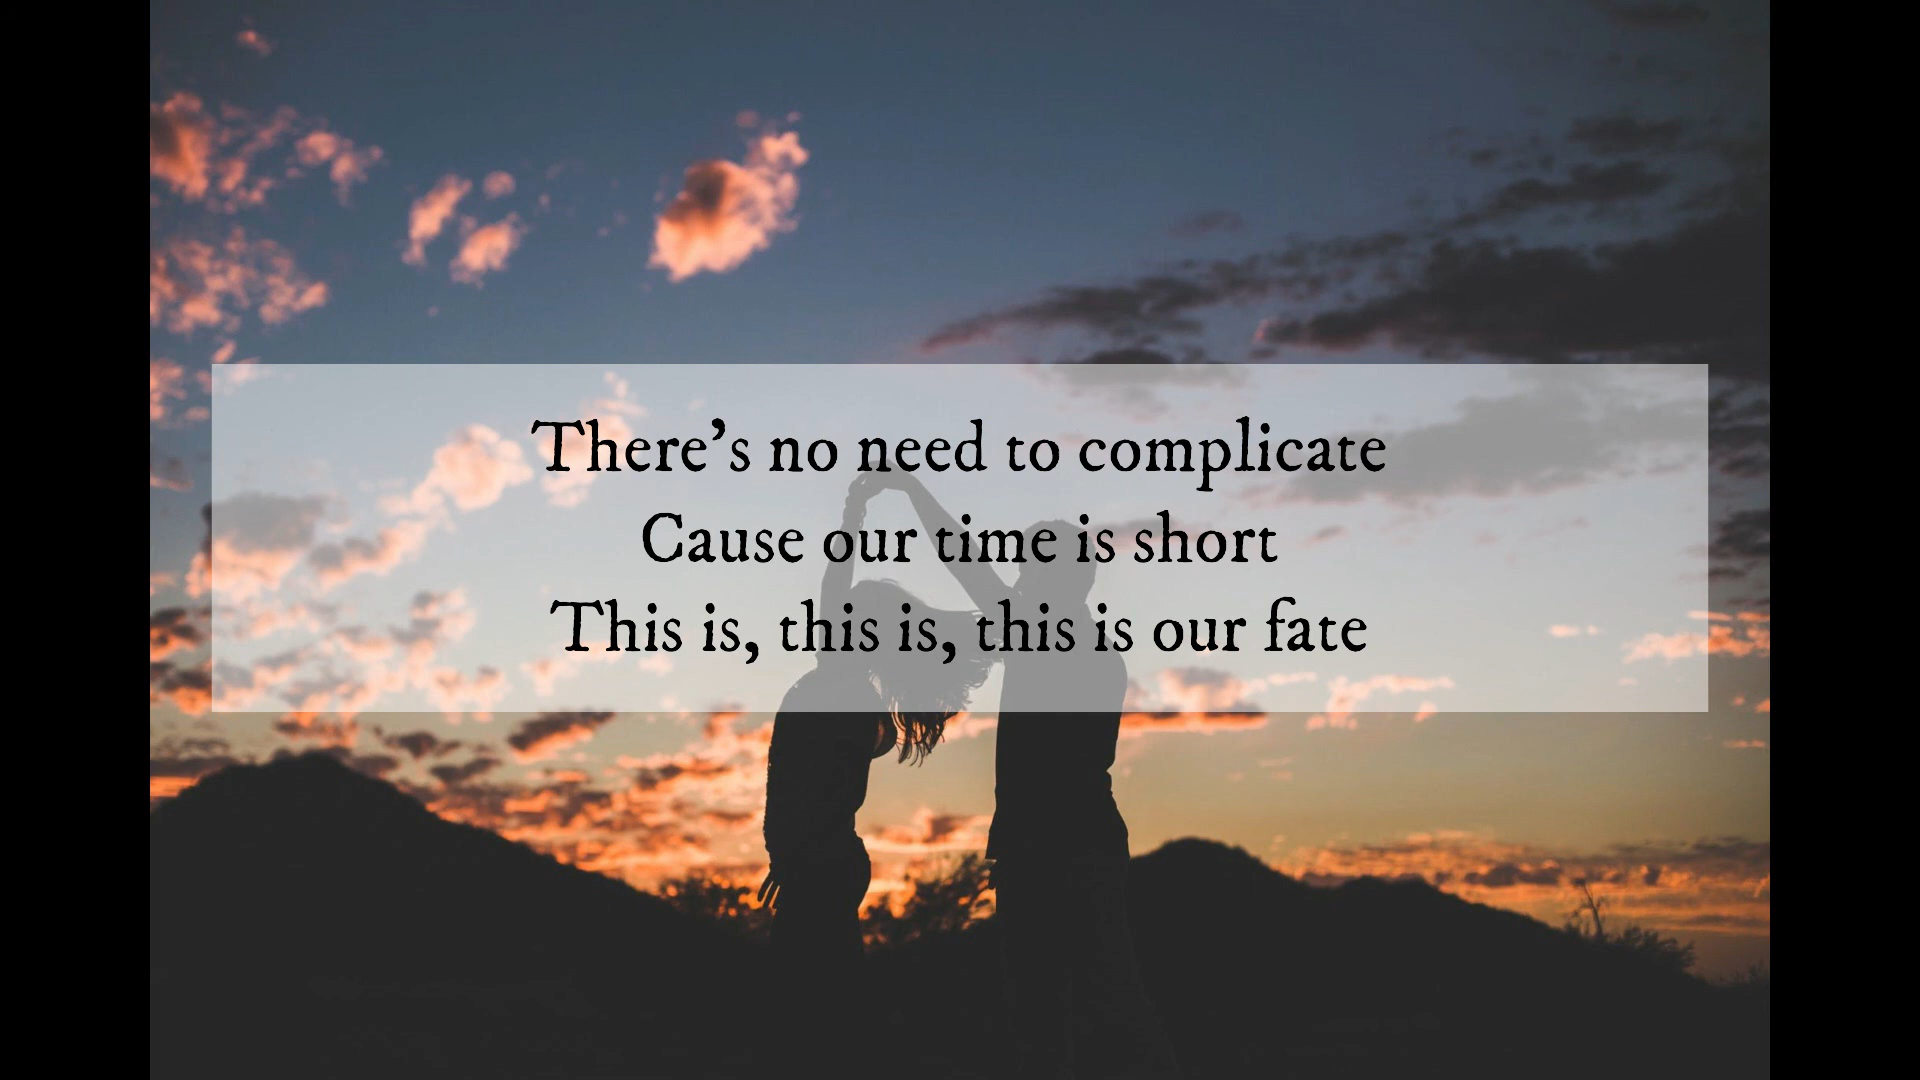 There's no need to complicate
Cause our time is short
This is, this is, this is our fate